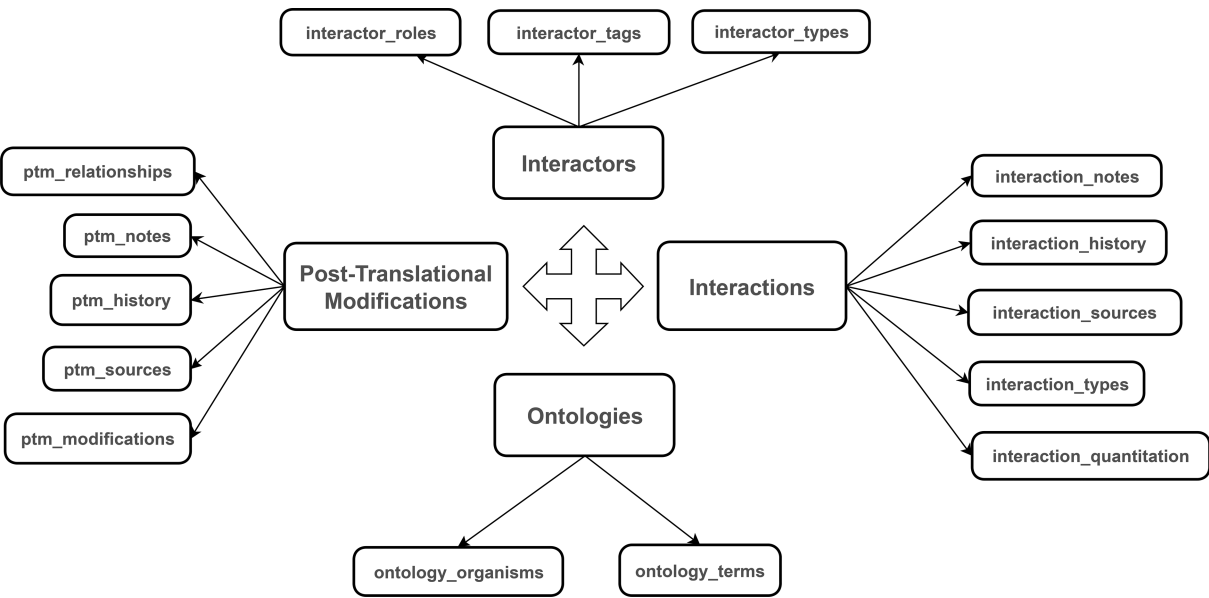 interactor_roles
interactor_tags
interactor_types
Interactors
ptm_relationships
ptm_notes
ptm_history
ptm_sources
ptm_modifications
Post-Translational
Modifications
Interactions
interaction_notes
interaction_history
interaction_sources
interaction_types
interaction_quantitation
Ontologies
ontology_organisms
ontology_terms